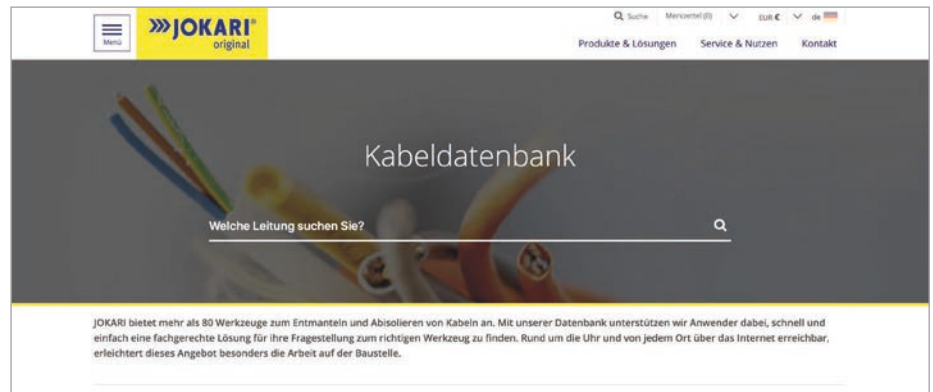 Menü
JOKARI®
original
Suche Merkzettel (0) EUR € de
Produkte & Lösungen Service & Nutzen Kontakt
Kabeldatenbank
Welche Leitung suchen Sie?
JOKARI bietet mehr als 80 Werkzeuge zum Entmanteln und Abisolieren von Kabeln an. Mit unserer Datenbank unterstützen wir Anwender dabei, schnell und
einfach eine fachgerechte Lösung für ihre Fragestellung zum richtigen Werkzeug zu finden. Rund um die Uhr und von jedem Ort über das Internet erreichbar,
erleichtert dieses Angebot besonders die Arbeit auf der Baustelle.